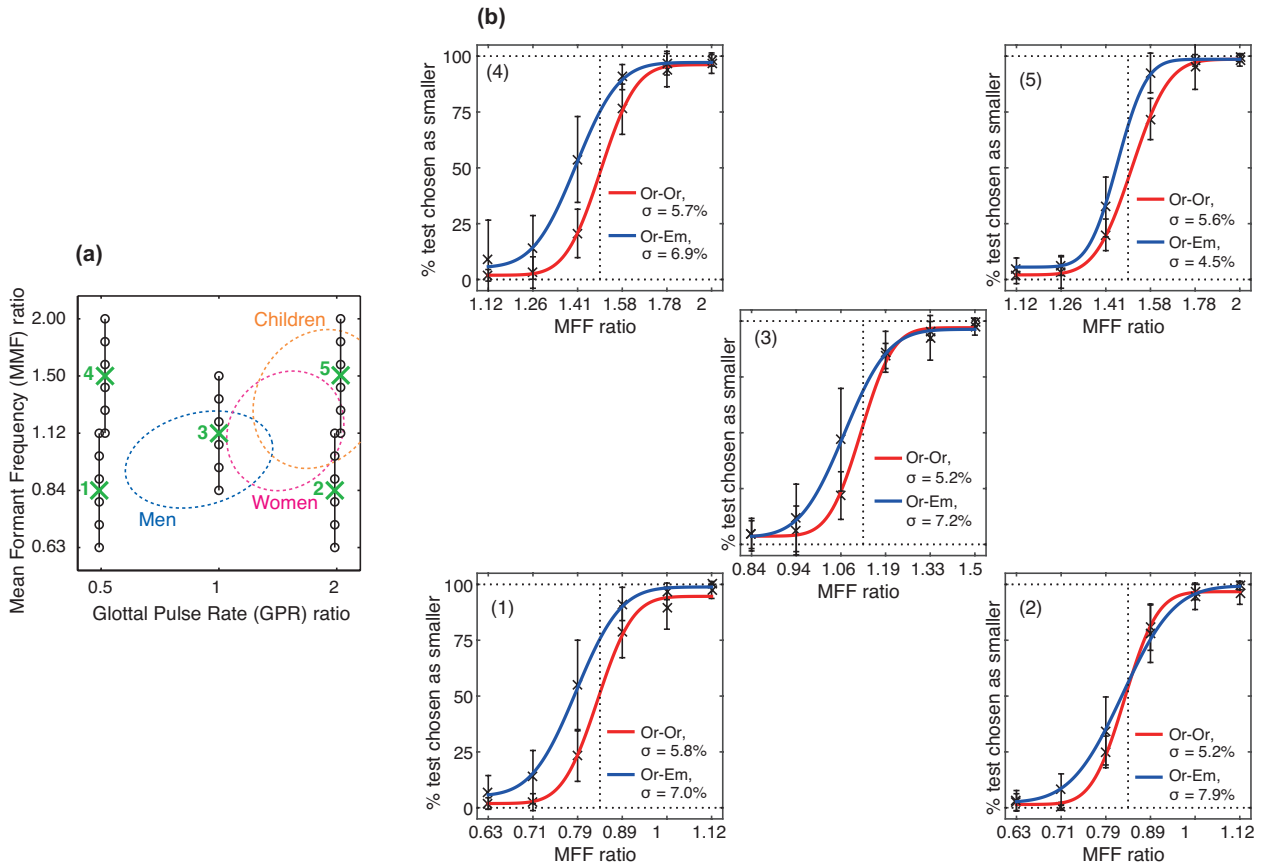 (a)
Mean Formant Frequency (MMF) ratio
2.00
1.50
1.12
0.84
0.63
Children
4
5
3
1
2
Men
Women
0.5
1
2
Glottal Pulse Rate (GPR) ratio
(b)
% test chosen as smaller
100
75
50
25
0
(4)
Or-Or,
σ = 5.7%
Or-Em,
σ = 6.9%
1.12 1.26 1.41 1.58 1.78 2
MFF ratio
% test chosen as smaller
(5)
Or-Or,
σ = 5.6%
Or-Em,
σ = 4.5%
1.12 1.26 1.41 1.58 1.78 2
MFF ratio
% test chosen as smaller
(3)
Or-Or,
σ = 5.2%
Or-Em,
σ = 7.2%
0.84 0.94 1.06 1.19 1.33 1.5
MFF ratio
% test chosen as smaller
100
75
50
25
0
(1)
Or-Or,
σ = 5.8%
Or-Em,
σ = 7.0%
0.63 0.71 0.79 0.89 1 1.12
MFF ratio
% test chosen as smaller
(2)
Or-Or,
σ = 5.2%
Or-Em,
σ = 7.9%
0.63 0.71 0.79 0.89 1 1.12
MFF ratio